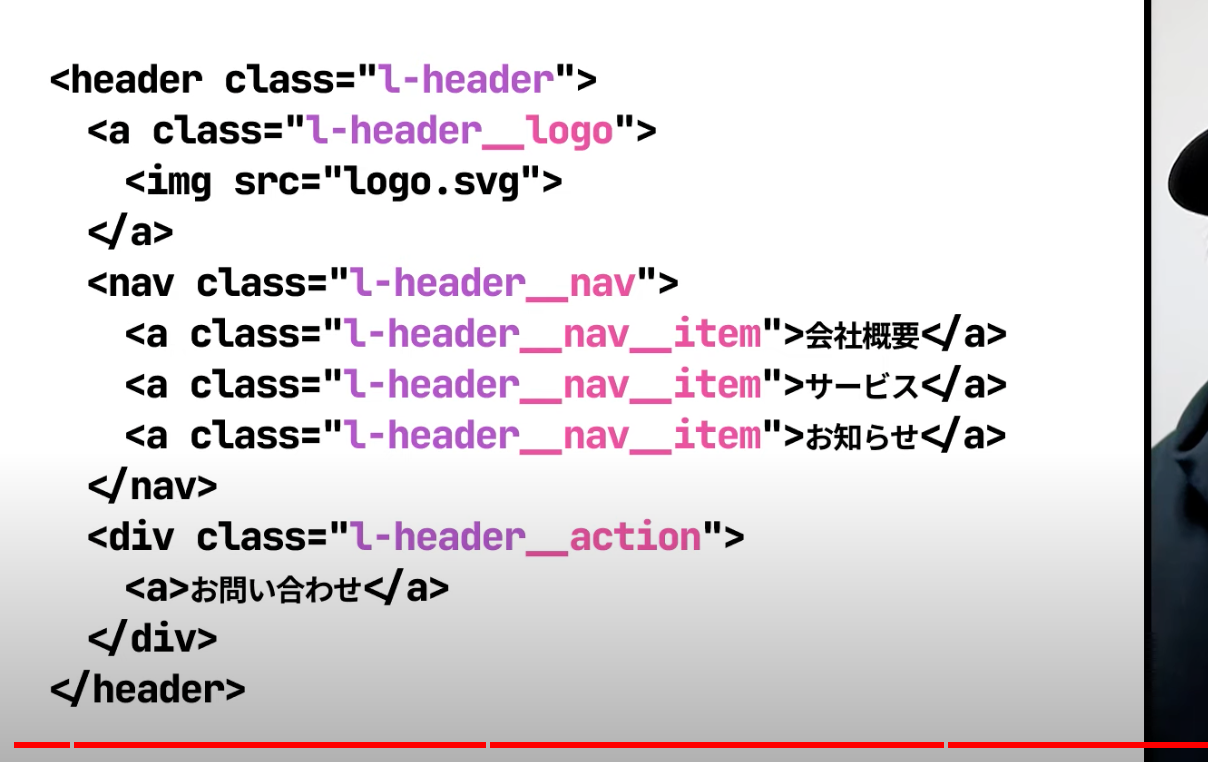 <header class="l-header">
<a class="l-header__logo">
<img src="logo.svg">
</a>
<nav class="l-header__nav">
<a class="l-header__nav__item">会社概要</a>
<a class="l-header__nav__item">サービス</a>
<a class="l-header__nav__item">お知らせ</a>
</nav>
<div class="l-header__action">
<a>お問い合わせ</a>
</div>
</header>